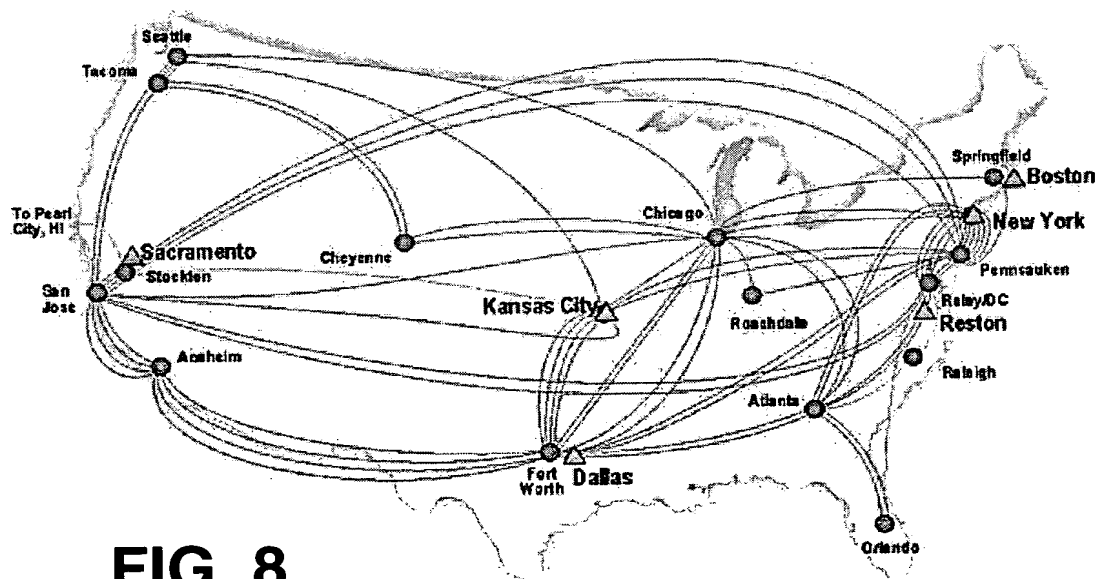 Seattle
Tacoma
Springfield
Boston
To Pearl
City, HI
Chicago
New York
Sacramento
Cheyenne
Stockton
Pennsauken
San
Jose
Kansas City
Relay/DC
Roachdale
Reston
Anaheim
Raleigh
Atlanta
Fort
Worth
Dallas
Orlando
FIG. 8